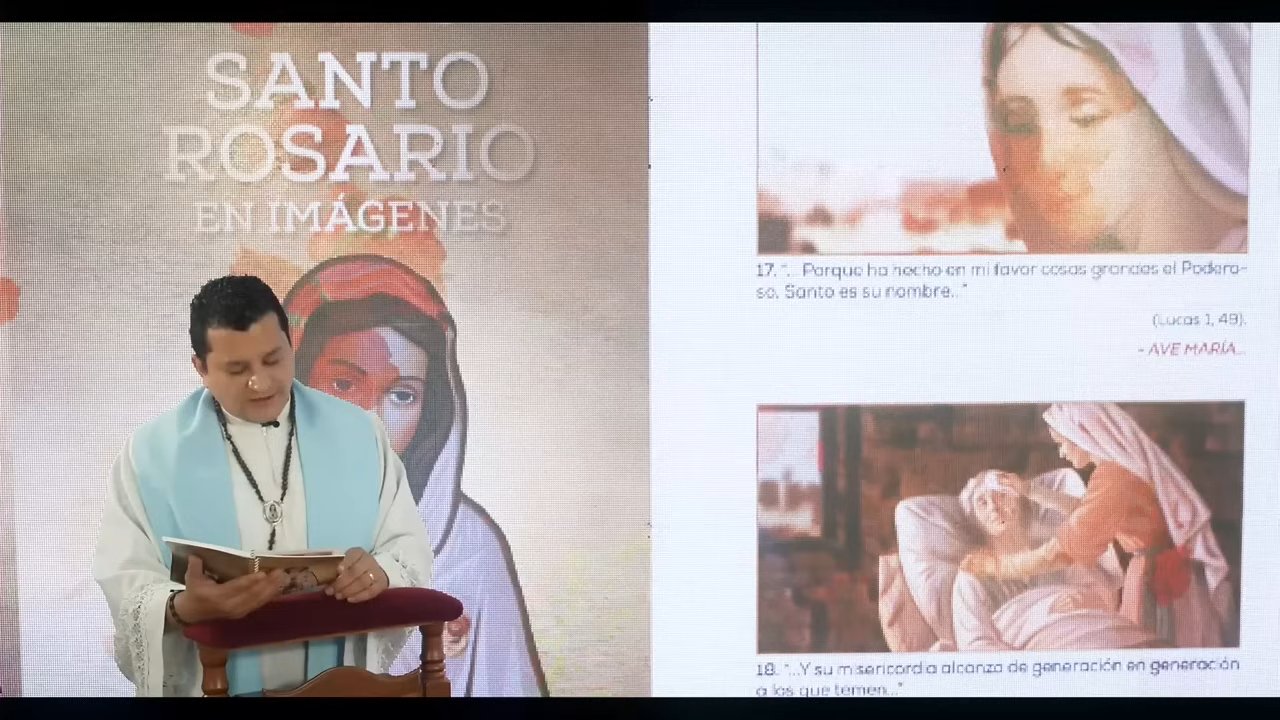 SANTO
ROSARIO
EN IMÁGENES
17. "... Porque ha hecho en mi favor cosas grandes el Podero-
so, Santo es su nombre..."
(Lucas 1, 49).
- AVE MARÍA...
18. "...Y su misericordia alcanza de generación en generación
a los que temen..."